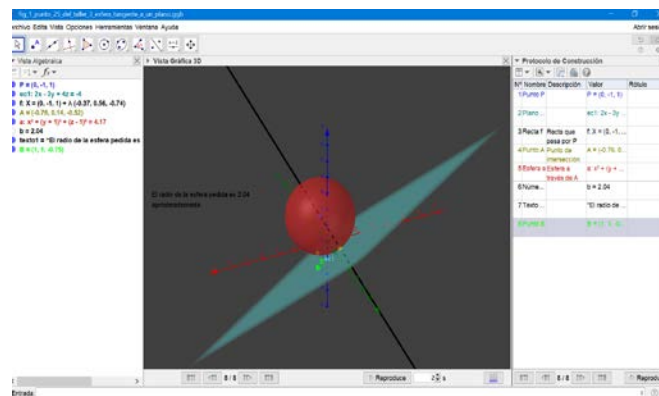 fig_1_punto_25_del_taller_3_esfera_tangente_a_un_plano.ggb
Archivo Edita Vista Opciones Herramientas Ventana Ayuda
Abrir ses
Vista Algebraica
P = (0, -1, 1)
ec1: 2x - 3y + 4z = -4
f: X = (0, -1, 1) + λ (-0.37, 0.56, -0.74)
A = (-0.76, 0.14, -0.52)
a: x² + (y + 1)² + (z - 1)² = 4.17
b = 2.04
texto1 = "El radio de la esfera pedida es
B = (1, 1, -0.75)
Vista Gráfica 3D
El radio de la esfera pedida es 2.04
aproximadamente
8 / 8
Reproduce
2 s
Protocolo de Construcción
Nº Nombre Descripción Valor Rótulo
1 Punto P P = (0, -1, 1)
2 Plano ... ec1: 2x - 3y ...
3 Recta f Recta que pasa por P f: X = (0, -1, ...
4 Punto A Punto de intersección A = (-0.76, 0...
5 Esfera a Esfera a través de A a: x² + (y + ...
6 Núme... b = 2.04
7 Texto ... "El radio de ...
8 Punto B B = (1, 1, -0...
8 / 8
Reprodu
Entrada: